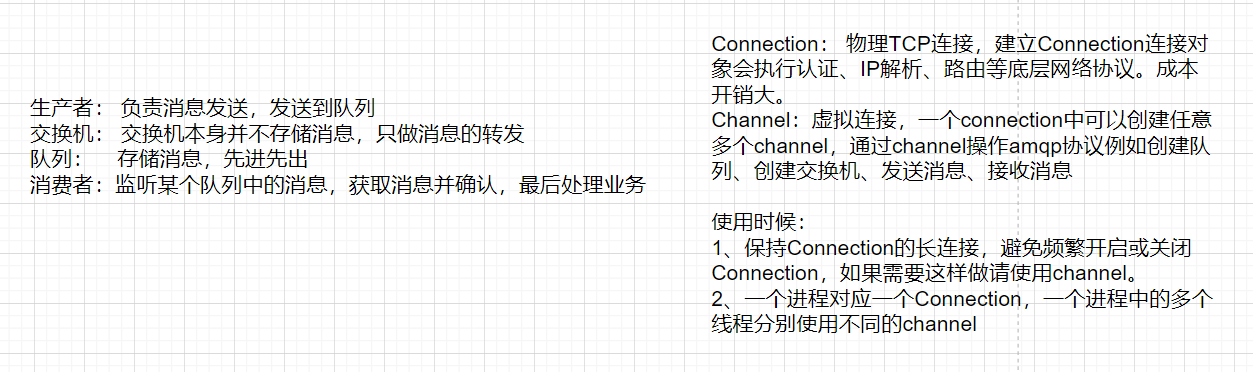 生产者： 负责消息发送，发送到队列
交换机： 交换机本身并不存储消息，只做消息的转发
队列： 存储消息，先进先出
消费者：监听某个队列中的消息，获取消息并确认，最后处理业务
Connection： 物理TCP连接，建立Connection连接对
象会执行认证、IP解析、路由等底层网络协议。成本
开销大。
Channel：虚拟连接，一个connection中可以创建任意
多个channel，通过channel操作amqp协议例如创建队
列、创建交换机、发送消息、接收消息
使用时候：
1、保持Connection的长连接，避免频繁开启或关闭
Connection，如果需要这样做请使用channel。
2、一个进程对应一个Connection，一个进程中的多个
线程分别使用不同的channel